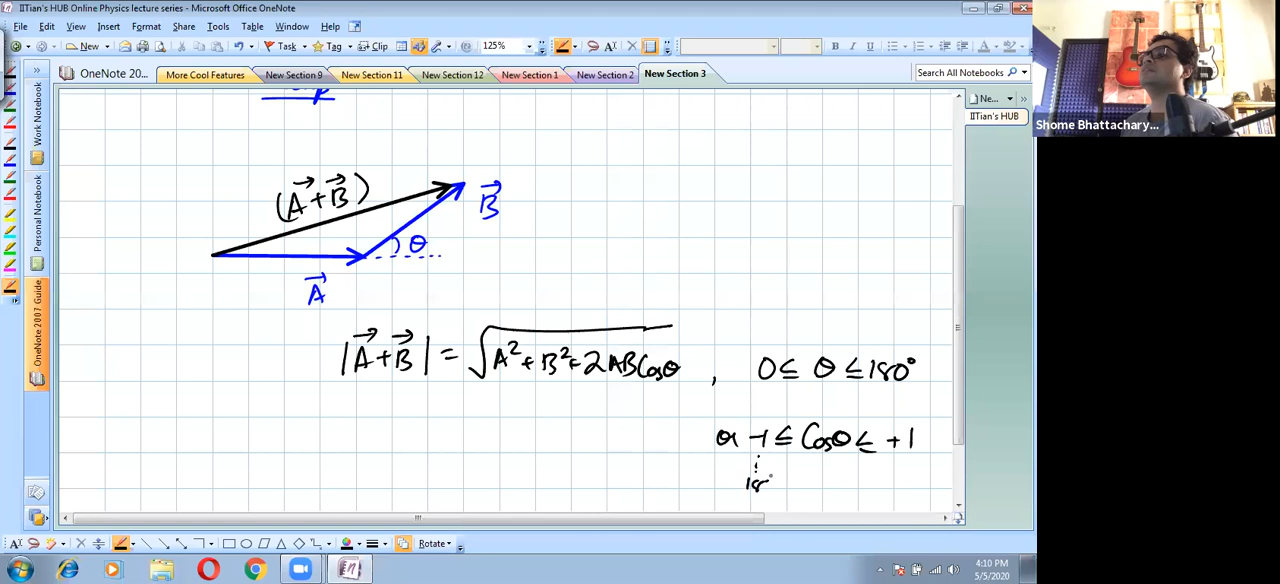 IITian's HUB Online Physics lecture series - Microsoft Office OneNote
File Edit View Insert Format Share Tools Table Window Help
New Task Tag Clip 125% B I U
OneNote 20... More Cool Features New Section 9 New Section 11 New Section 12 New Section 1 New Section 2 New Section 3 Search All Notebooks
Ne...
IITian's HUB
Work Notebook
Personal Notebook
OneNote 2007 Guide
Shome Bhattachary...
(A⃗+B⃗)
B⃗
θ
A⃗
|A⃗+B⃗| = √A²+B²+2ABCosθ , 0≤ θ ≤180°
or -1 ≤ Cosθ ≤ +1
18
Rotate
4:10 PM
5/5/2020